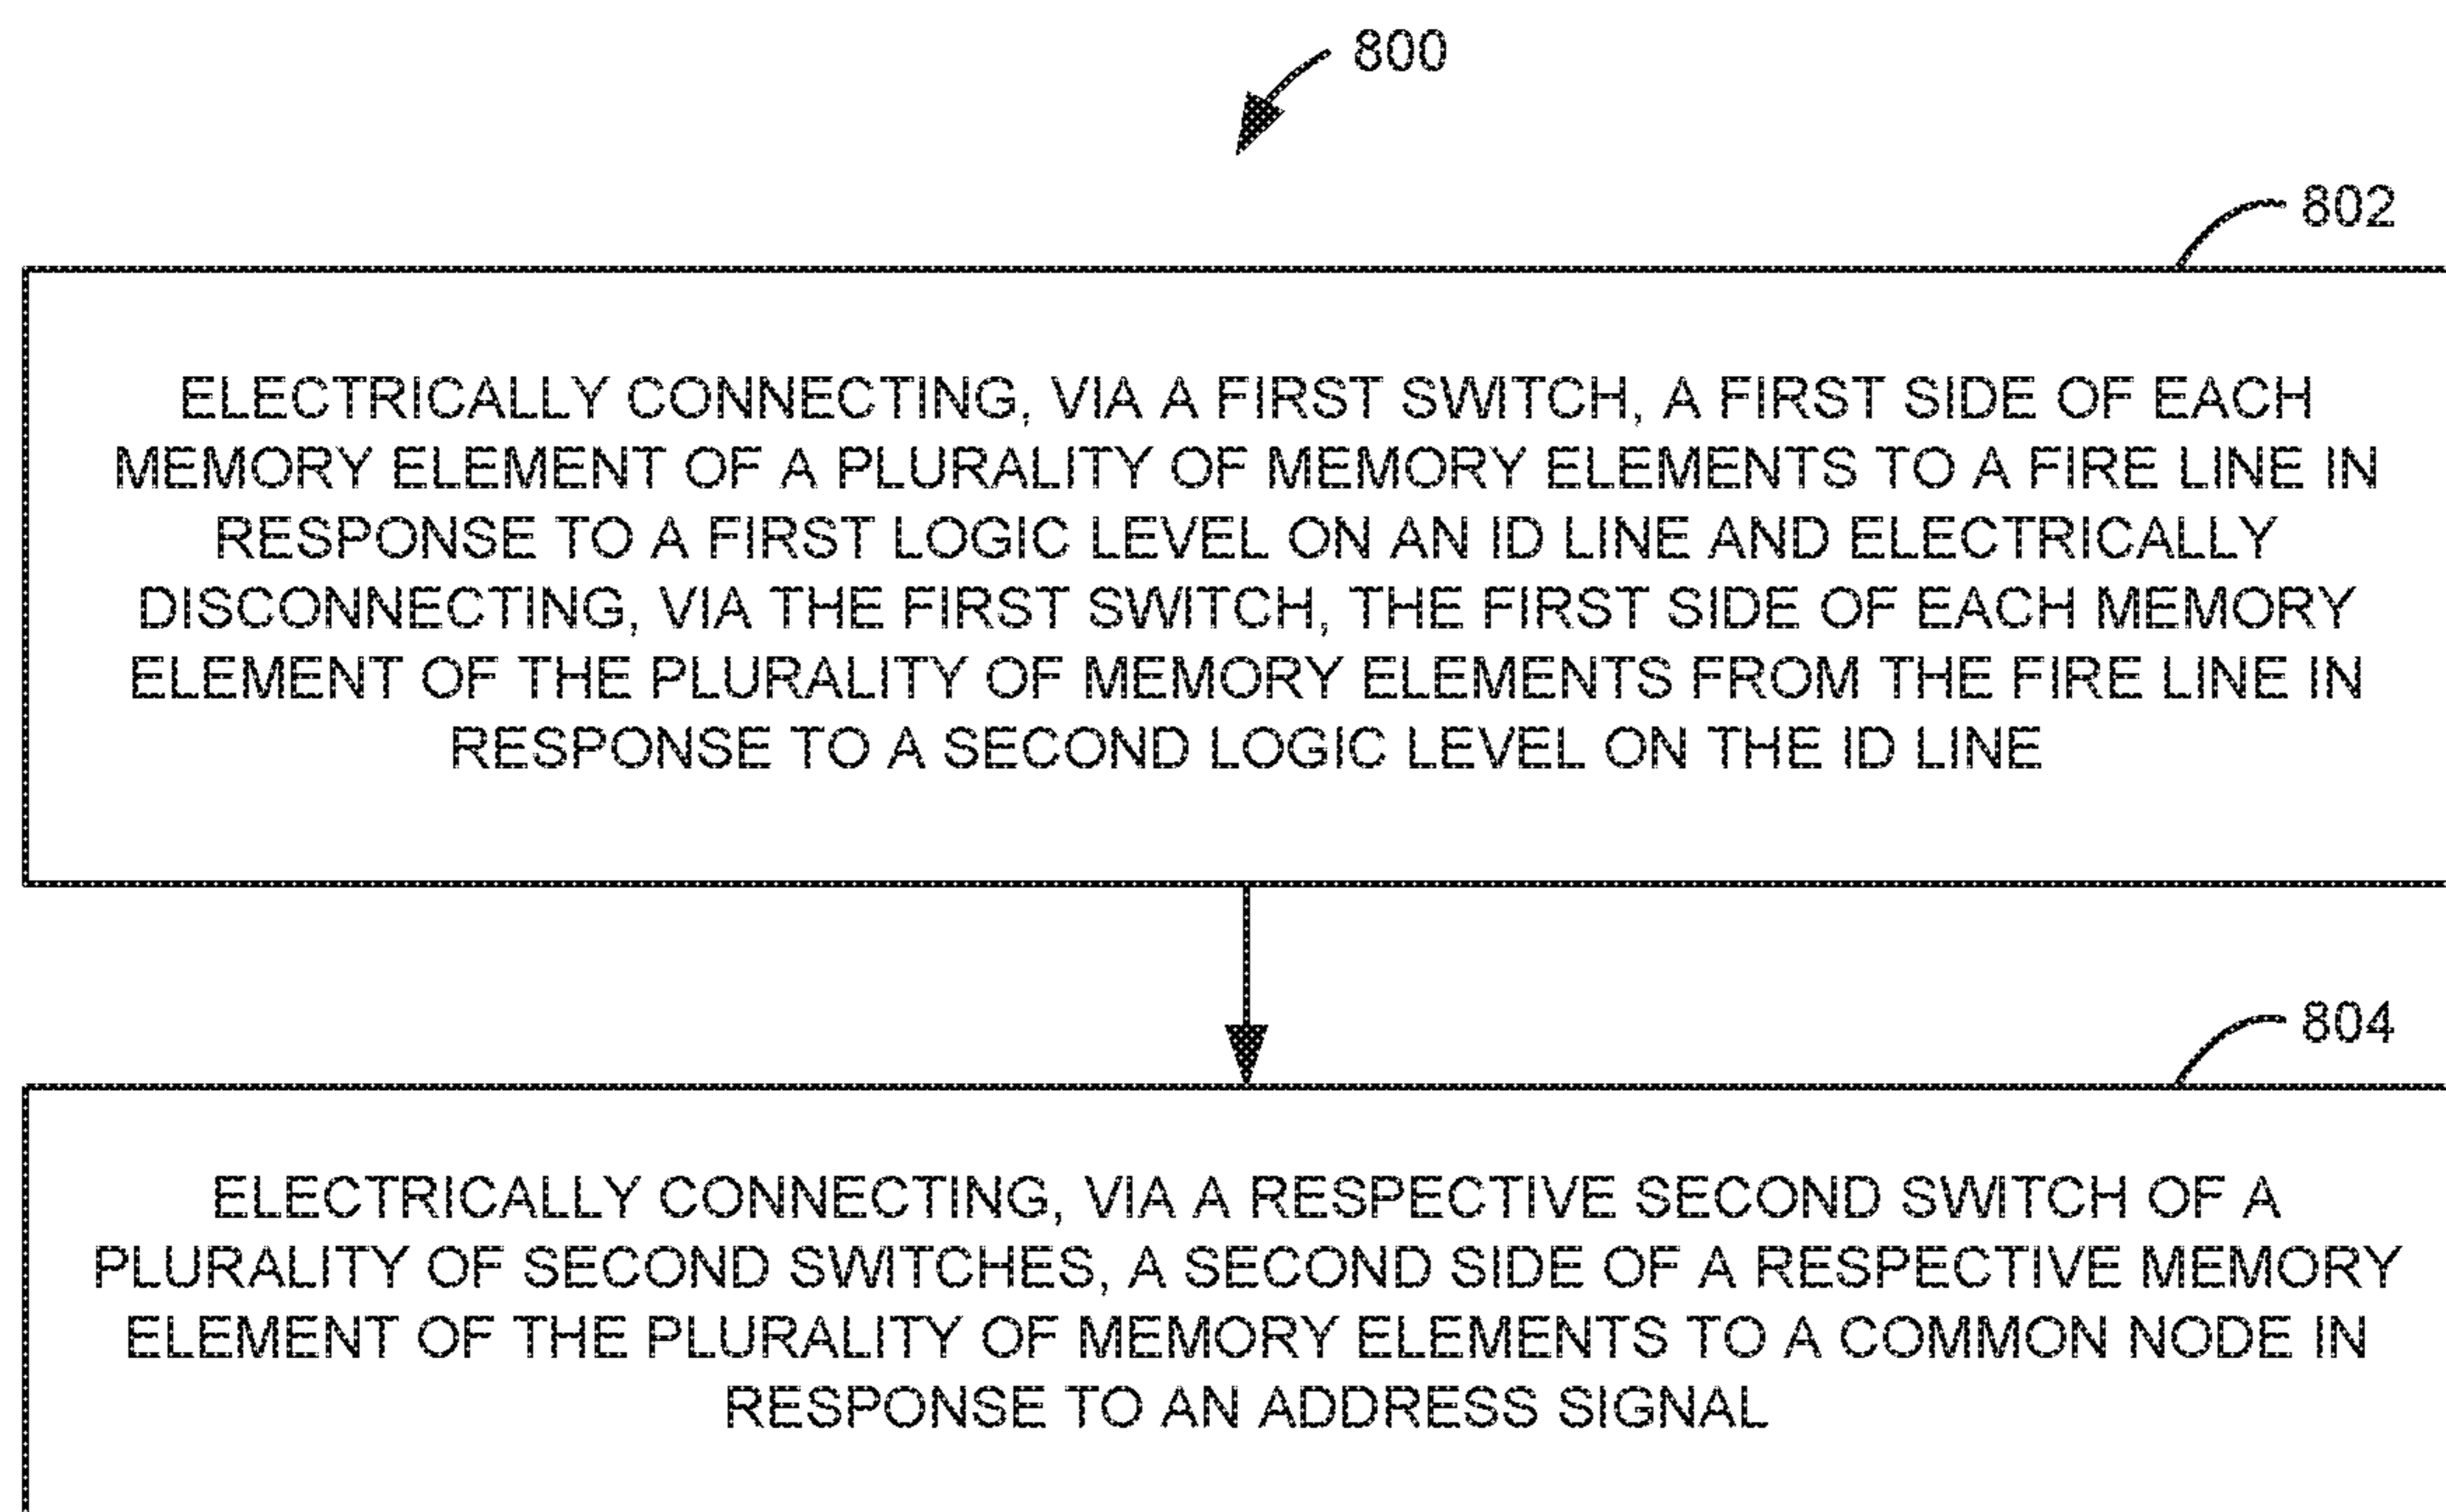 800
802
ELECTRICALLY CONNECTING, VIA A FIRST SWITCH, A FIRST SIDE OF EACH
MEMORY ELEMENT OF A PLURALITY OF MEMORY ELEMENTS TO A FIRE LINE IN
RESPONSE TO A FIRST LOGIC LEVEL ON AN ID LINE AND ELECTRICALLY
DISCONNECTING, VIA THE FIRST SWITCH, THE FIRST SIDE OF EACH MEMORY
ELEMENT OF THE PLURALITY OF MEMORY ELEMENTS FROM THE FIRE LINE IN
RESPONSE TO A SECOND LOGIC LEVEL ON THE ID LINE
804
ELECTRICALLY CONNECTING, VIA A RESPECTIVE SECOND SWITCH OF A
PLURALITY OF SECOND SWITCHES, A SECOND SIDE OF A RESPECTIVE MEMORY
ELEMENT OF THE PLURALITY OF MEMORY ELEMENTS TO A COMMON NODE IN
RESPONSE TO AN ADDRESS SIGNAL